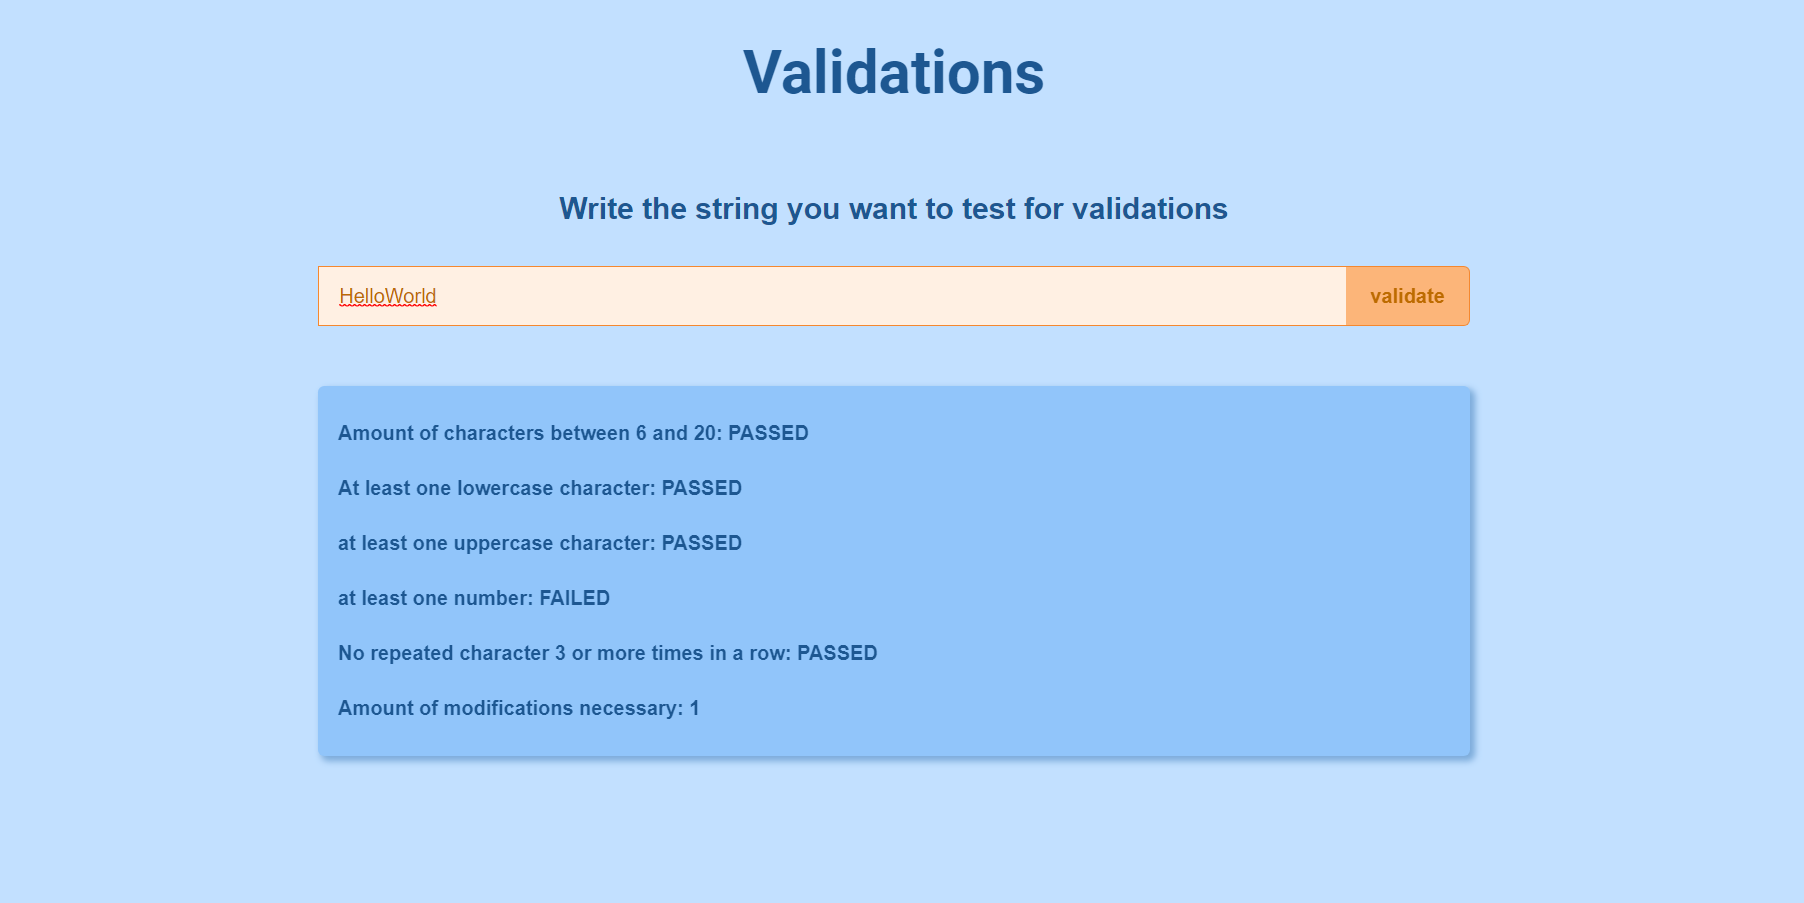 Validations
Write the string you want to test for validations
HelloWorld
validate
Amount of characters between 6 and 20: PASSED
At least one lowercase character: PASSED
at least one uppercase character: PASSED
at least one number: FAILED
No repeated character 3 or more times in a row: PASSED
Amount of modifications necessary: 1